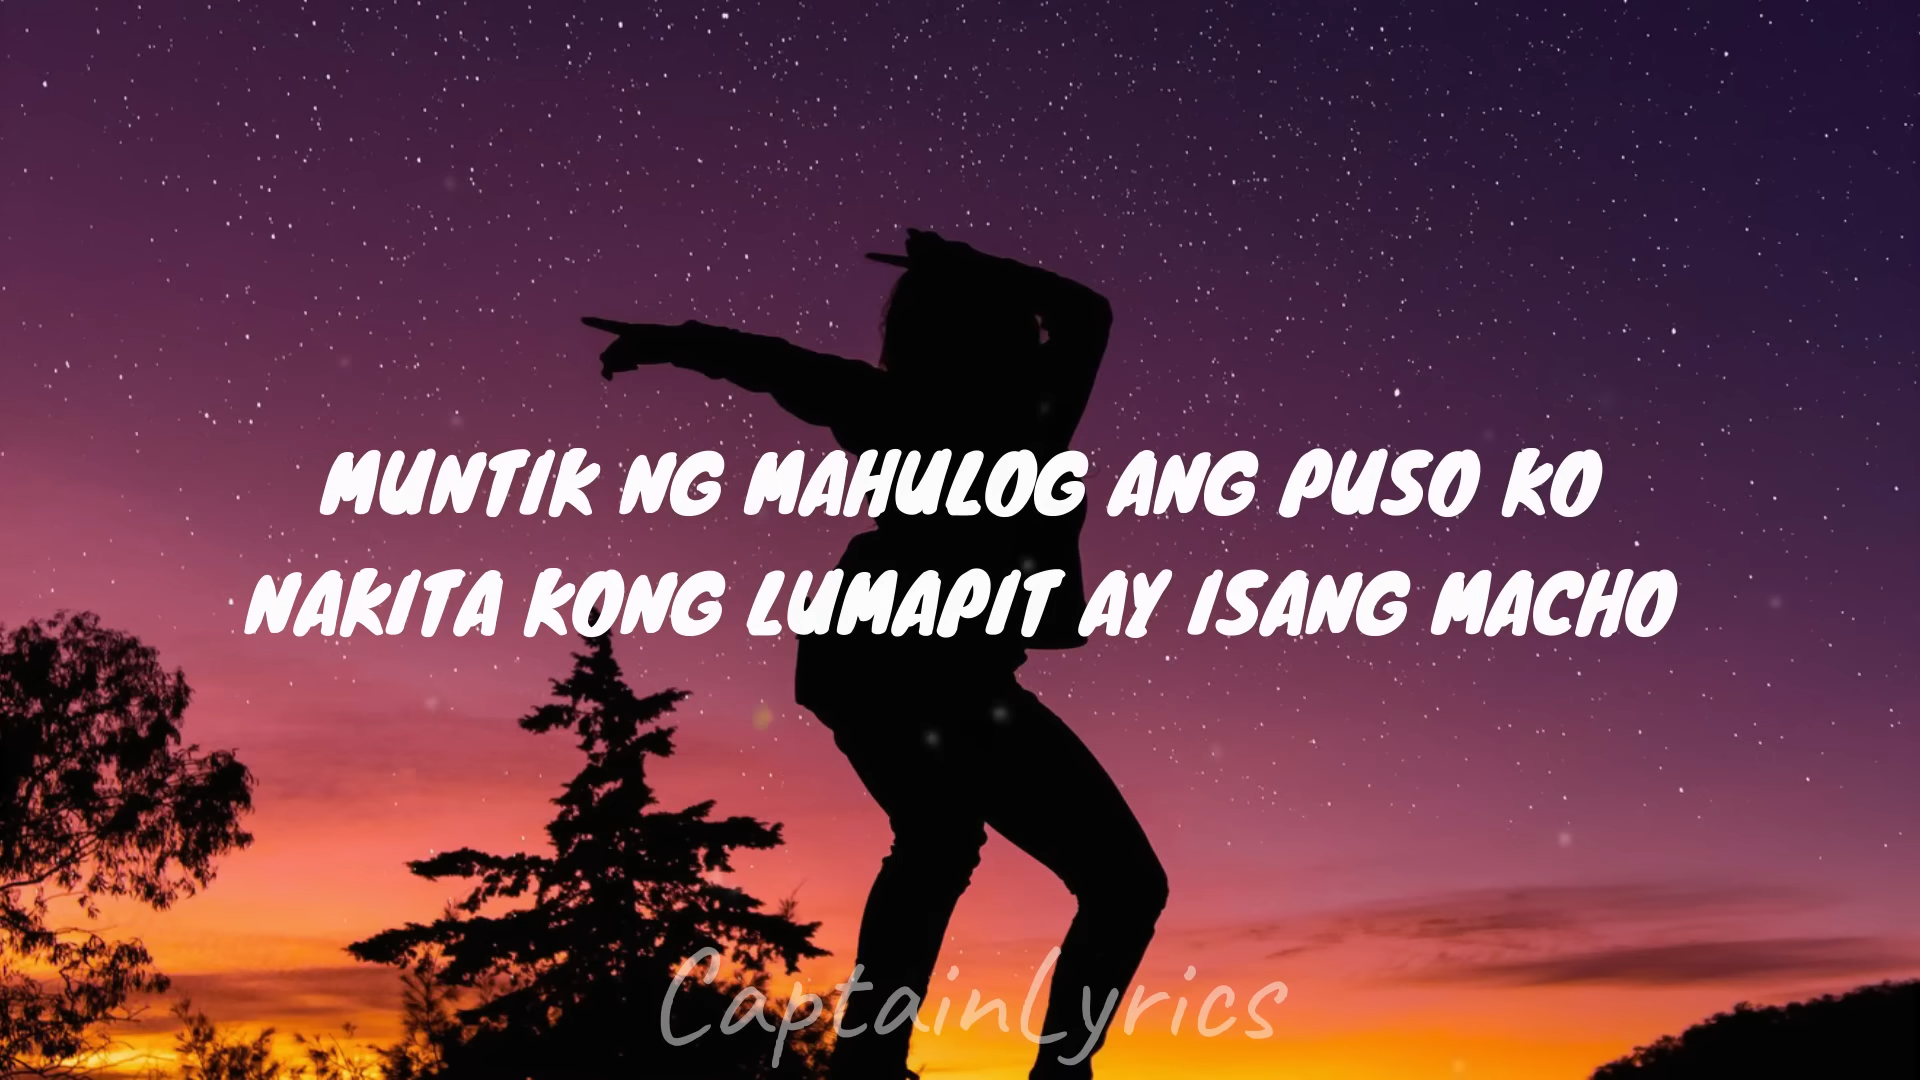 MUNTIK NG MAHULOG ANG PUSO KO
NAKITA KONG LUMAPIT AY ISANG MACHO
CaptainLyrics